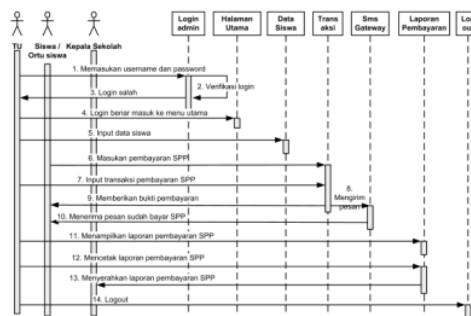 Login admin
Halaman Utama
Data Siswa
Trans aksi
Sms Gateway
Laporan Pembayaran
TU
Siswa / Ortu siswa
Kepala Sekolah
1. Memasukan username dan password
2. Verifikasi login
3. Login salah
4. Login benar masuk ke menu utama
5. Input data siswa
6. Masukan pembayaran SPP
7. Input transaksi pembayaran SPP
8. Mengirim pesan
9. Memberikan bukti pembayaran
10. Menerima pesan sudah bayar SPP
11. Menampilkan laporan pembayaran SPP
12. Mencetak laporan pembayaran SPP
13. Menyerahkan laporan pembayaran SPP
14. Logout